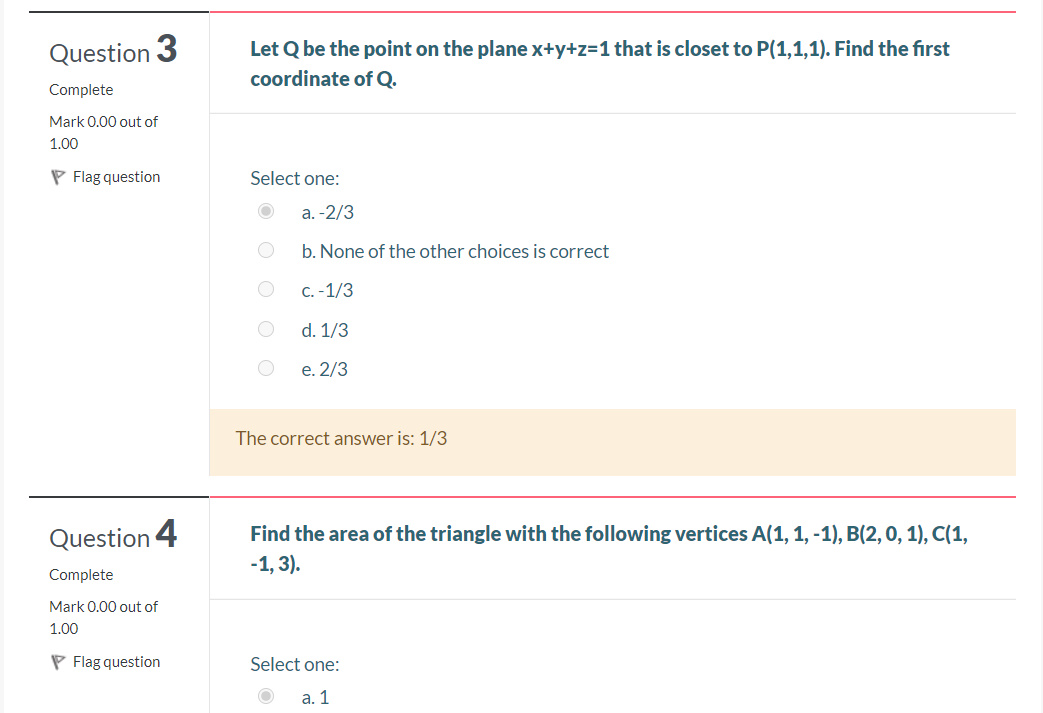 Question 3
Complete
Mark 0.00 out of
1.00
Flag question
Let Q be the point on the plane x+y+z=1 that is closet to P(1,1,1). Find the first
coordinate of Q.
Select one:
a. -2/3
b. None of the other choices is correct
c. -1/3
d. 1/3
e. 2/3
The correct answer is: 1/3
Question 4
Complete
Mark 0.00 out of
1.00
Flag question
Find the area of the triangle with the following vertices A(1, 1, -1), B(2, 0, 1), C(1,
-1, 3).
Select one:
a. 1